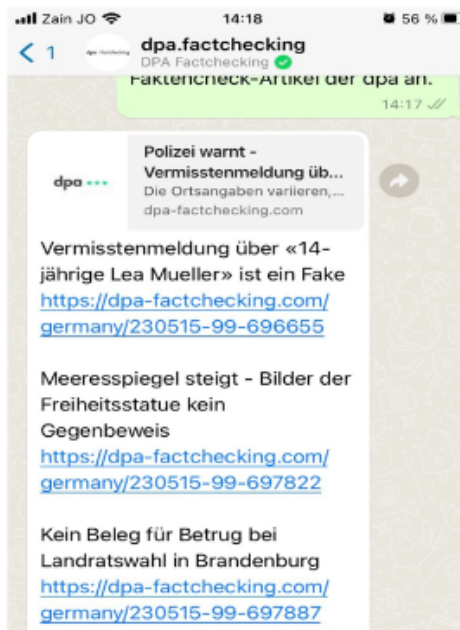 Zain JO
14:18
56 %
1
dpa.factchecking
DPA Factchecking
Faktencheck-Artikel der dpa an.
14:17
dpa
Polizei warnt -
Vermisstenmeldung üb...
Die Ortsangaben variieren,...
dpa-factchecking.com
Vermisstenmeldung über «14-
jährige Lea Mueller» ist ein Fake
https://dpa-factchecking.com/
germany/230515-99-696655
Meeresspiegel steigt - Bilder der
Freiheitsstatue kein
Gegenbeweis
https://dpa-factchecking.com/
germany/230515-99-697822
Kein Beleg für Betrug bei
Landratswahl in Brandenburg
https://dpa-factchecking.com/
germany/230515-99-697887